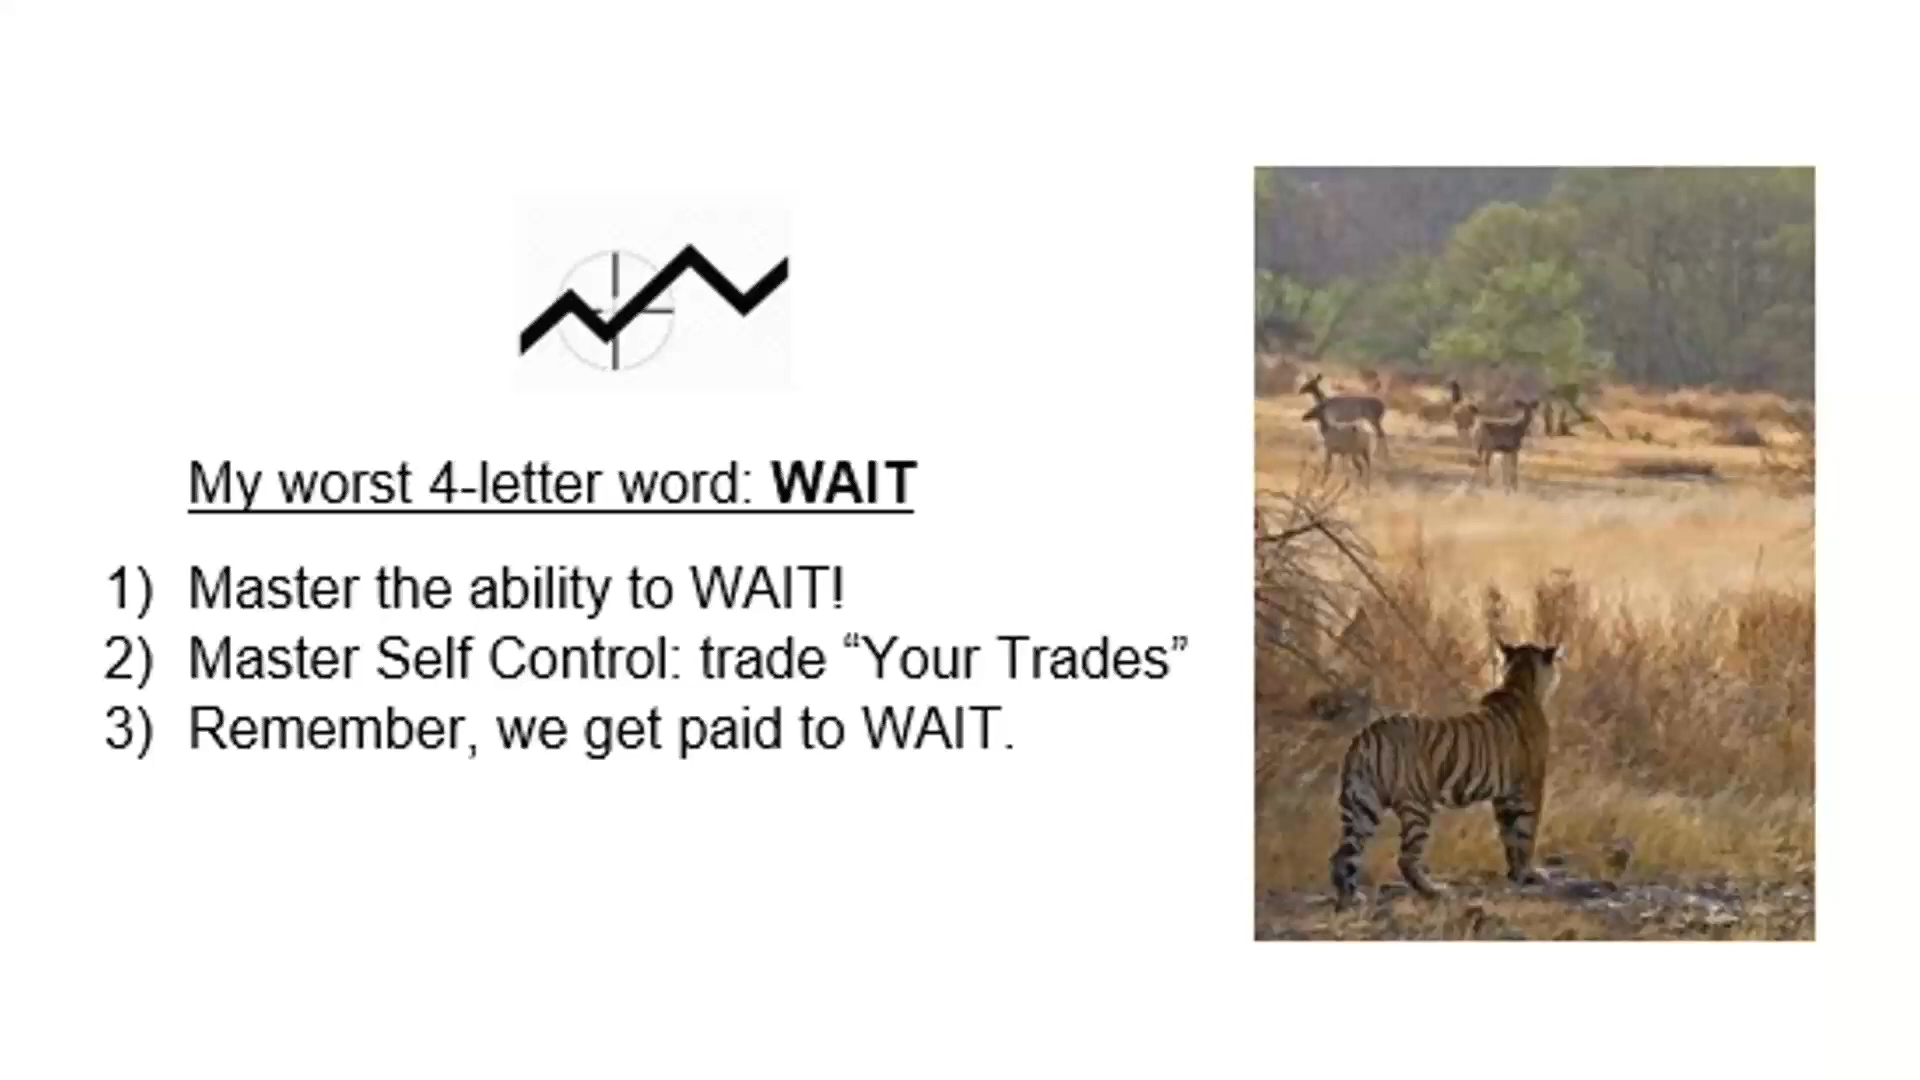 My worst 4-letter word: WAIT
1) Master the ability to WAIT!
2) Master Self Control: trade “Your Trades”
3) Remember, we get paid to WAIT.